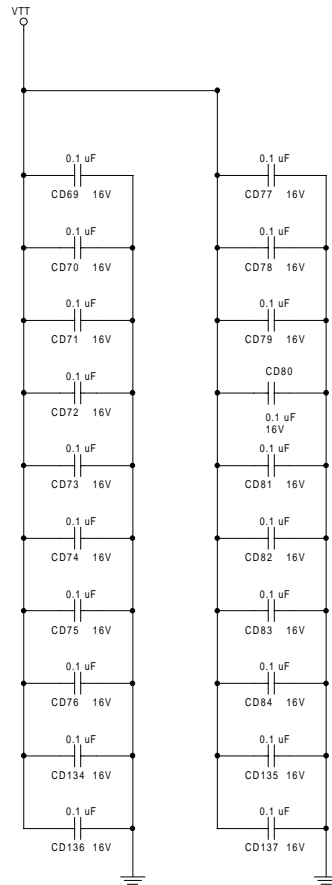 VTT
0.1 uF
CD69 16V
0.1 uF
CD70 16V
0.1 uF
CD71 16V
0.1 uF
CD72 16V
0.1 uF
CD73 16V
0.1 uF
CD74 16V
0.1 uF
CD75 16V
0.1 uF
CD76 16V
0.1 uF
CD134 16V
0.1 uF
CD136 16V
0.1 uF
CD77 16V
0.1 uF
CD78 16V
0.1 uF
CD79 16V
CD80
0.1 uF
16V
0.1 uF
CD81 16V
0.1 uF
CD82 16V
0.1 uF
CD83 16V
0.1 uF
CD84 16V
0.1 uF
CD135 16V
0.1 uF
CD137 16V